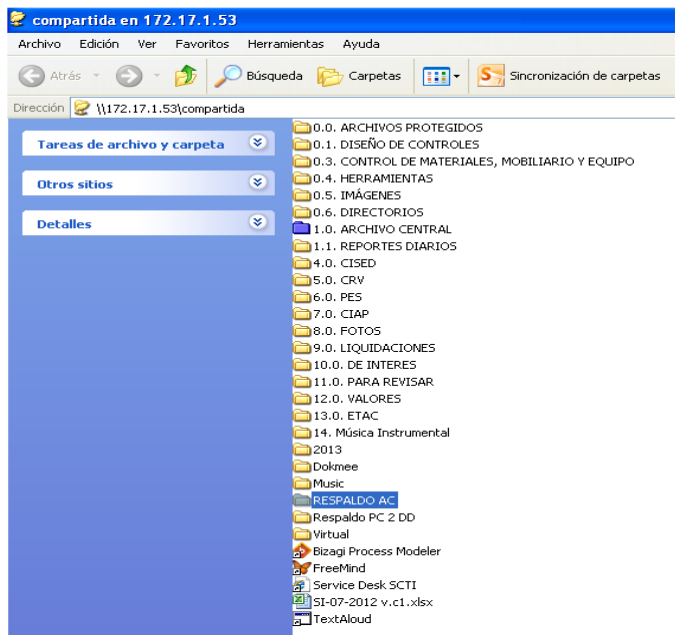 compartida en 172.17.1.53
Archivo Edición Ver Favoritos Herramientas Ayuda
Atrás Búsqueda Carpetas Sincronización de carpetas
Dirección \\172.17.1.53\compartida
Tareas de archivo y carpeta
Otros sitios
Detalles
0.0. ARCHIVOS PROTEGIDOS
0.1. DISEÑO DE CONTROLES
0.3. CONTROL DE MATERIALES, MOBILIARIO Y EQUIPO
0.4. HERRAMIENTAS
0.5. IMÁGENES
0.6. DIRECTORIOS
1.0. ARCHIVO CENTRAL
1.1. REPORTES DIARIOS
4.0. CISED
5.0. CRV
6.0. PES
7.0. CIAP
8.0. FOTOS
9.0. LIQUIDACIONES
10.0. DE INTERES
11.0. PARA REVISAR
12.0. VALORES
13.0. ETAC
14. Música Instrumental
2013
Dokmee
Music
RESPALDO AC
Respaldo PC 2 DD
Virtual
Bizagi Process Modeler
FreeMind
Service Desk SCTI
SI-07-2012 v.c1.xlsx
TextAloud